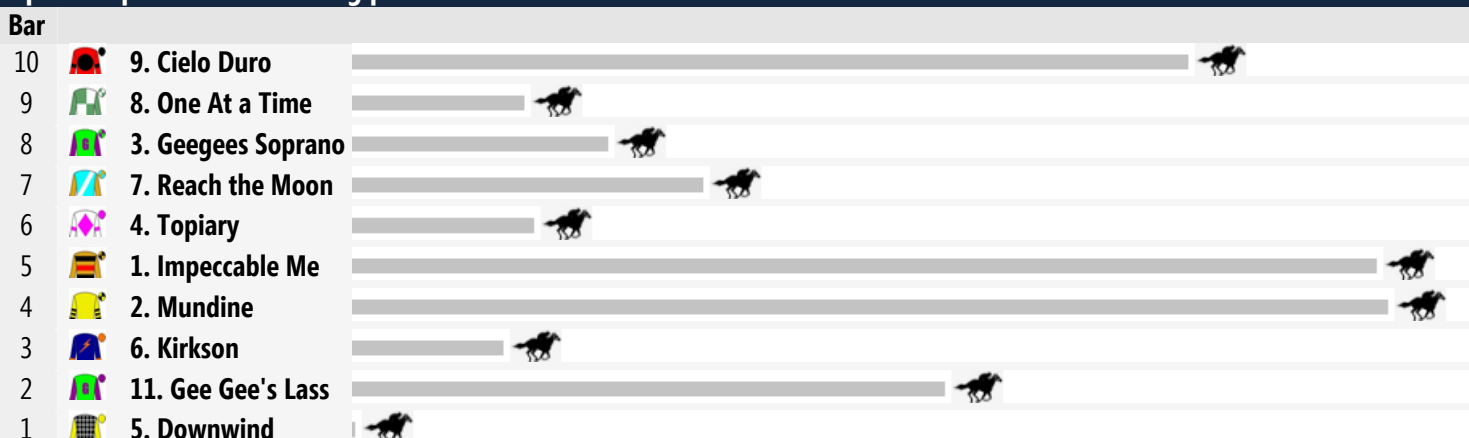 Bar
10 9. Cielo Duro
9 8. One At a Time
8 3. Geegees Soprano
7 7. Reach the Moon
6 4. Topiary
5 1. Impeccable Me
4 2. Mundine
3 6. Kirkson
2 11. Gee Gee's Lass
1 5. Downwind